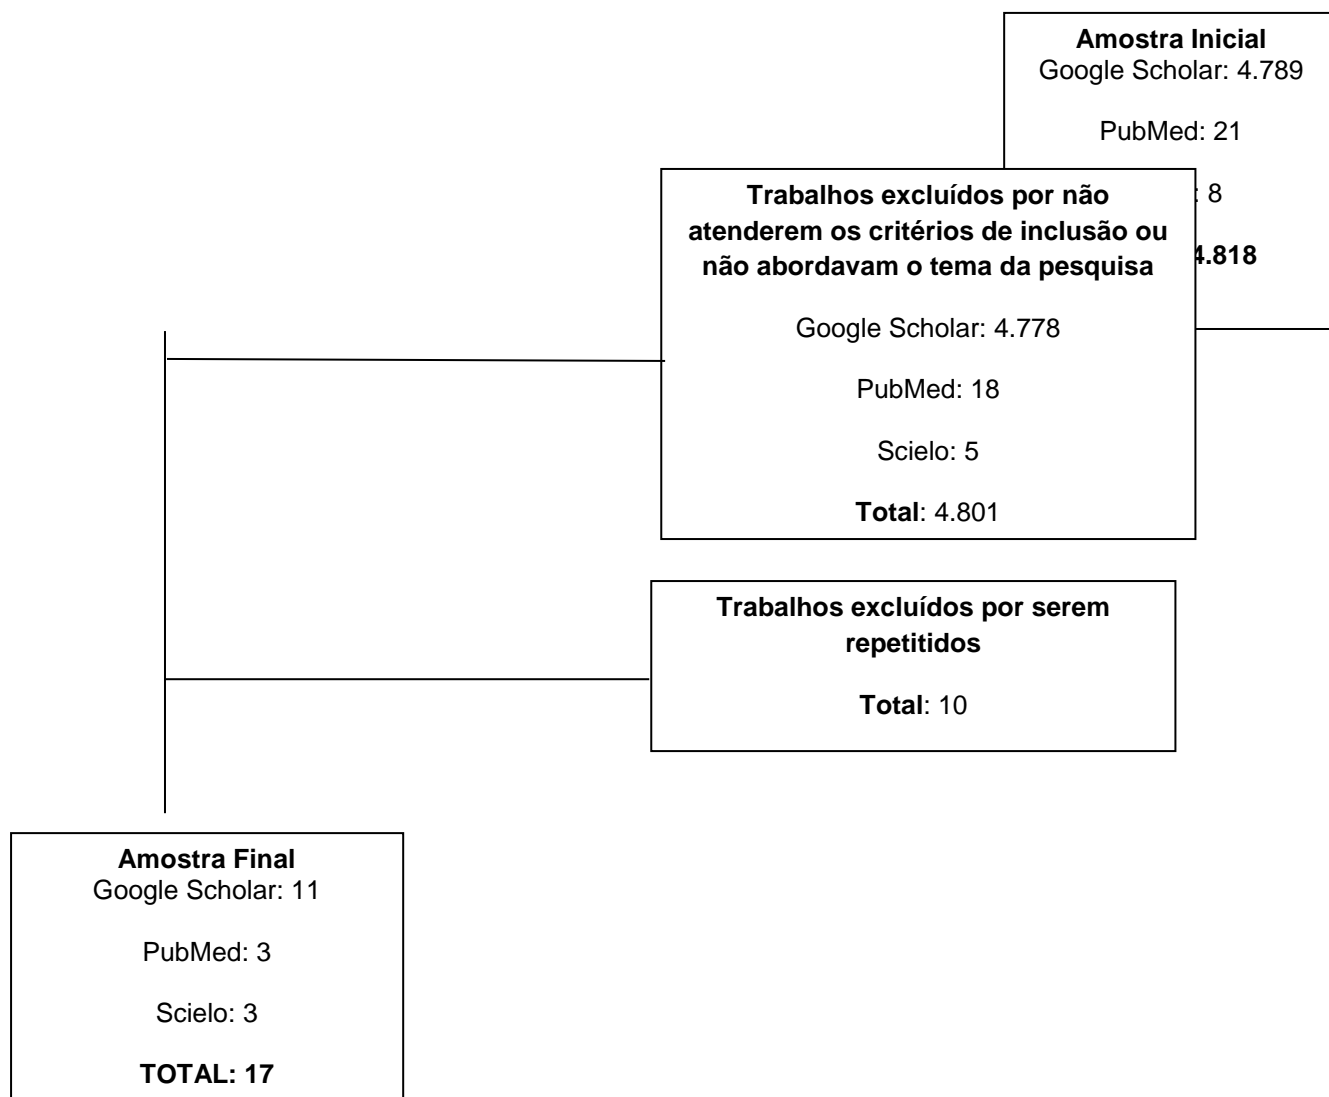 Amostra Inicial
Google Scholar: 4.789
PubMed: 21
: 8
4.818
Trabalhos excluídos por não
atenderem os critérios de inclusão ou
não abordavam o tema da pesquisa
Google Scholar: 4.778
PubMed: 18
Scielo: 5
Total: 4.801
Trabalhos excluídos por serem
repetitidos
Total: 10
Amostra Final
Google Scholar: 11
PubMed: 3
Scielo: 3
TOTAL: 17